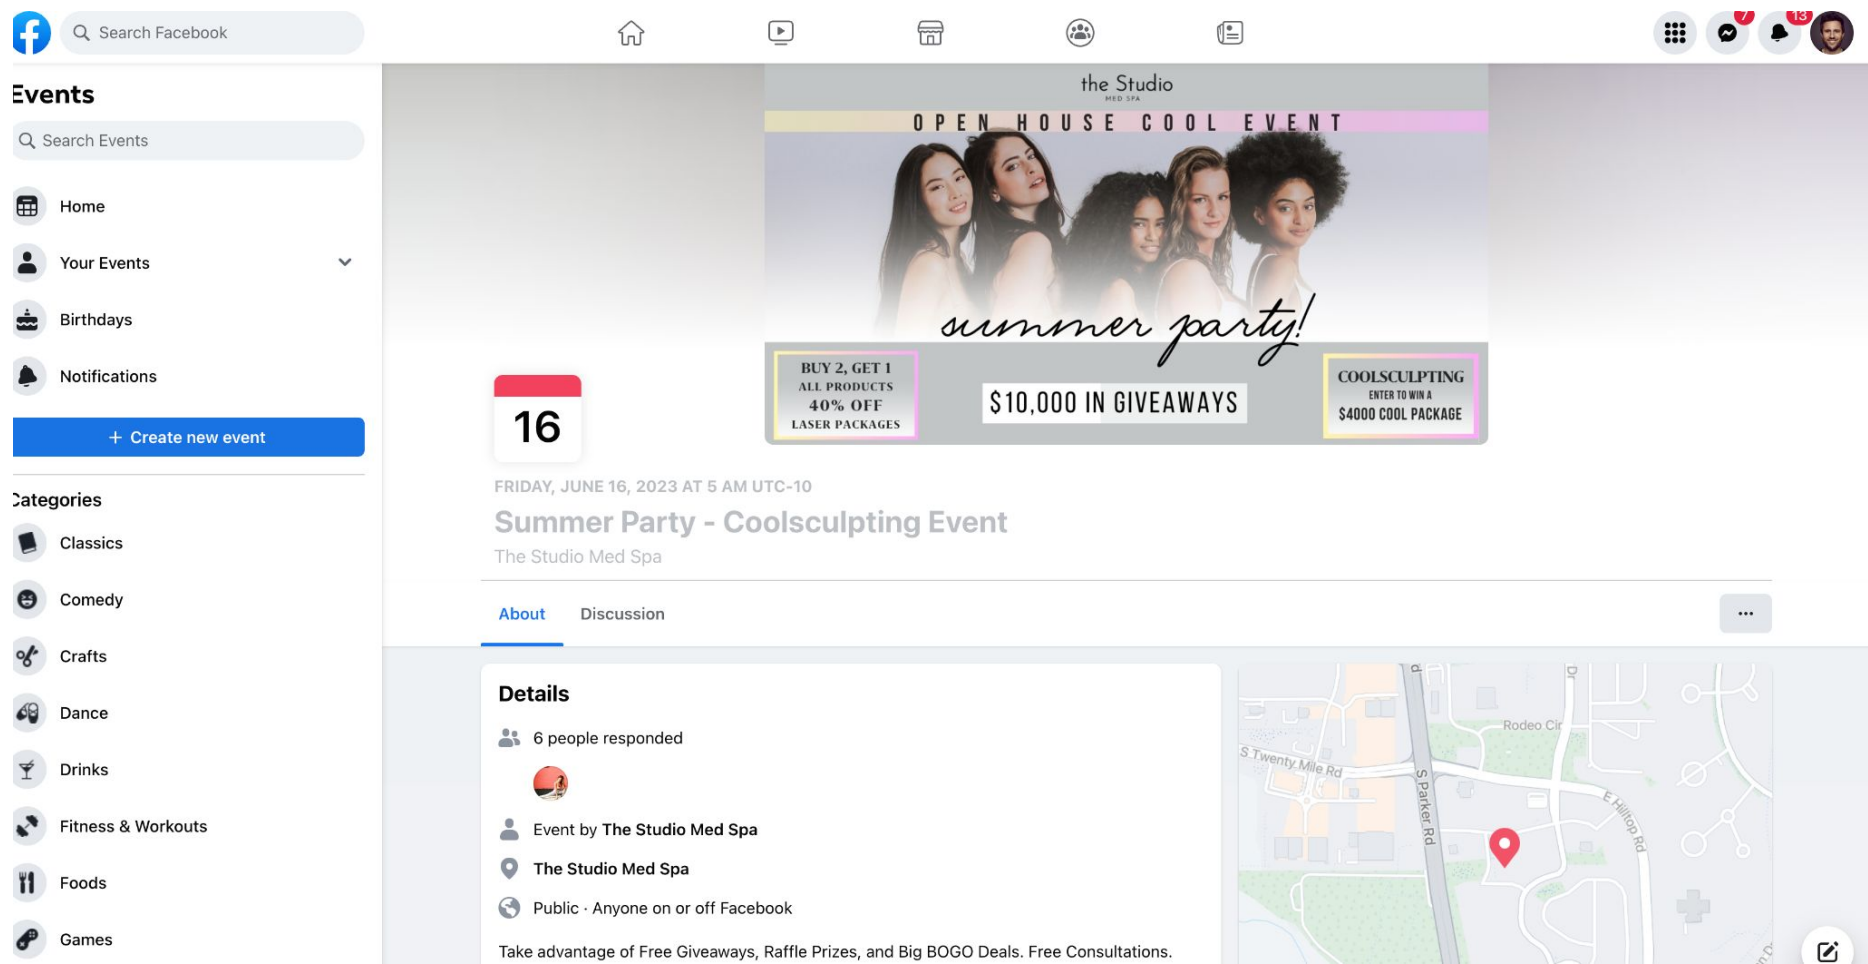 Search Facebook
7
13
Events
Search Events
Home
Your Events
Birthdays
Notifications
+ Create new event
Categories
Classics
Comedy
Crafts
Dance
Drinks
Fitness & Workouts
Foods
Games
the Studio
MED SPA
OPEN HOUSE COOL EVENT
summer party!
BUY 2, GET 1
ALL PRODUCTS
40% OFF
LASER PACKAGES
$10,000 IN GIVEAWAYS
COOLSCULPTING
ENTER TO WIN A
$4000 COOL PACKAGE
16
FRIDAY, JUNE 16, 2023 AT 5 AM UTC-10
Summer Party - Coolsculpting Event
The Studio Med Spa
About
Discussion
Details
6 people responded
Event by The Studio Med Spa
The Studio Med Spa
Public · Anyone on or off Facebook
Take advantage of Free Giveaways, Raffle Prizes, and Big BOGO Deals. Free Consultations.
Rodeo Cir
S Twenty Mile Rd
S Parker Rd
E Hilltop Rd
Dr